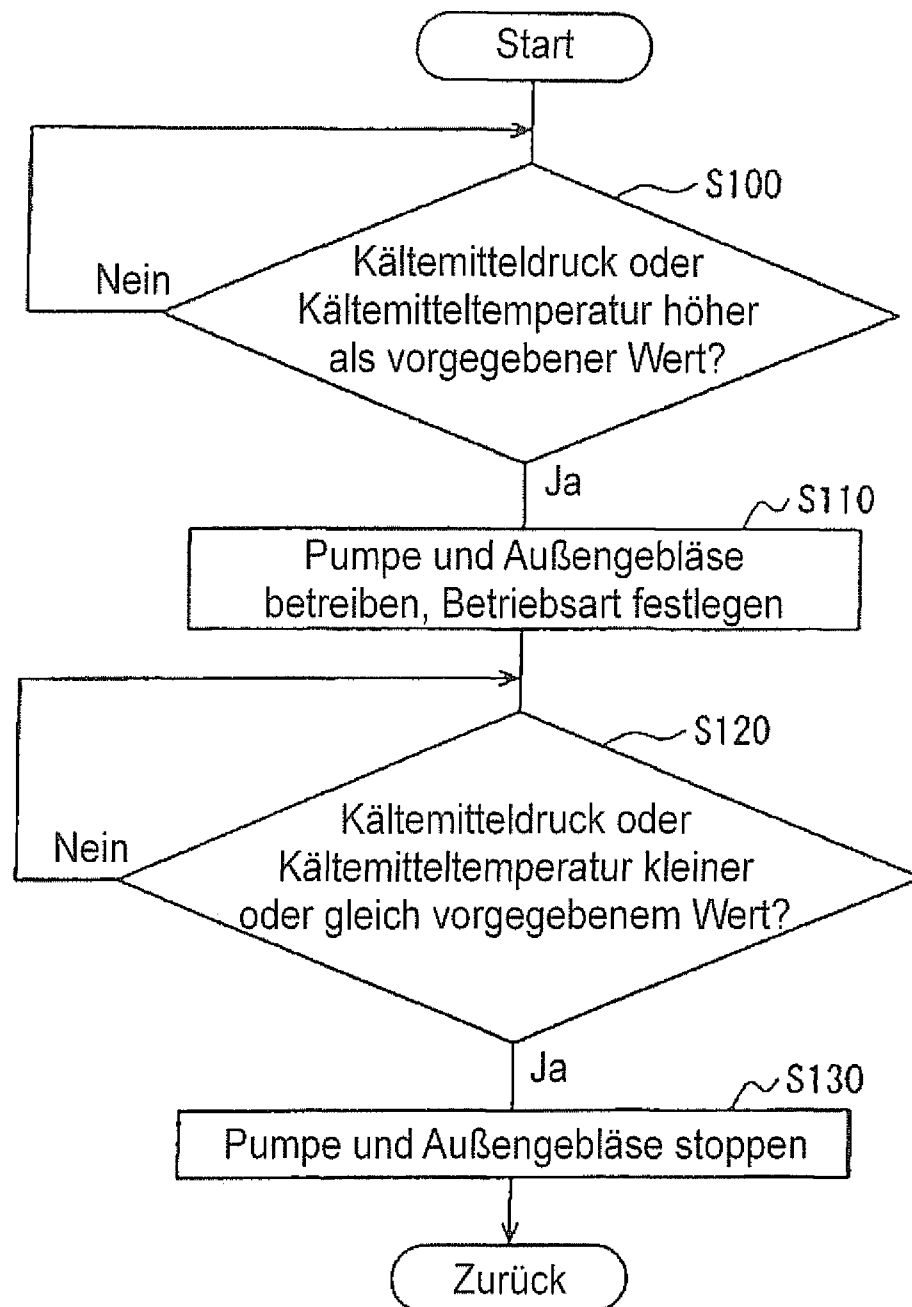 Start
S100
Kältemitteldruck oder
Kältemitteltemperatur höher
als vorgegebener Wert?
Nein
Ja
S110
Pumpe und Außengebläse
betreiben, Betriebsart festlegen
S120
Kältemitteldruck oder
Kältemitteltemperatur kleiner
oder gleich vorgegebenem Wert?
Nein
Ja
S130
Pumpe und Außengebläse stoppen
Zurück